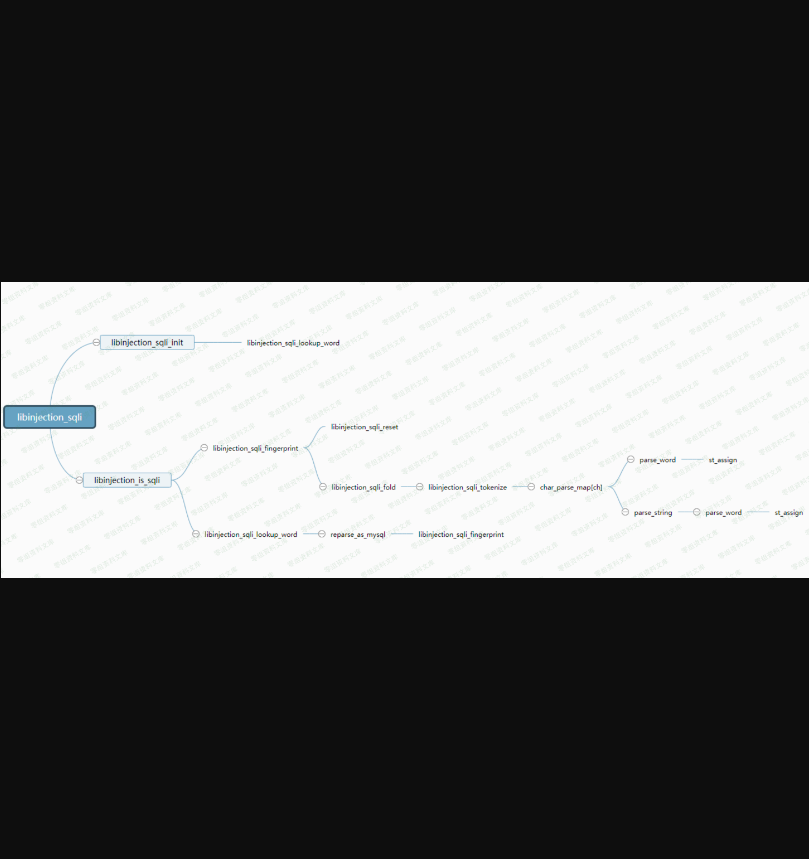 libinjection_sqli_init
libinjection_sqli_lookup_word
libinjection_sqli
libinjection_sqli_reset
libinjection_sqli_fingerprint
parse_word
st_assign
libinjection_is_sqli
libinjection_sqli_fold
libinjection_sqli_tokenize
char_parse_map[ch]
parse_string
parse_word
st_assign
libinjection_sqli_lookup_word
reparse_as_mysql
libinjection_sqli_fingerprint